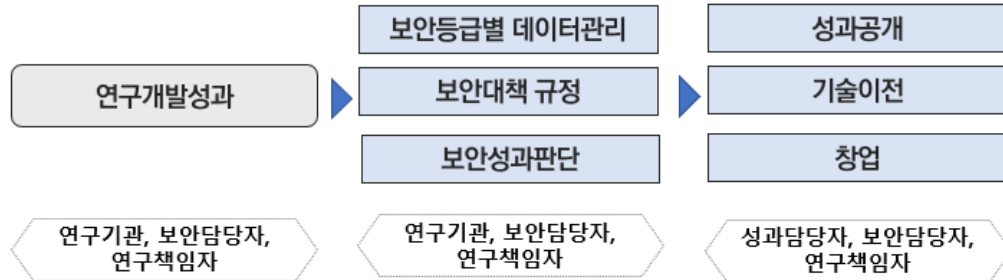 연구개발성과
보안등급별 데이터관리
보안대책 규정
보안성과판단
성과공개
기술이전
창업
연구기관, 보안담당자,
연구책임자
연구기관, 보안담당자,
연구책임자
성과담당자, 보안담당자,
연구책임자